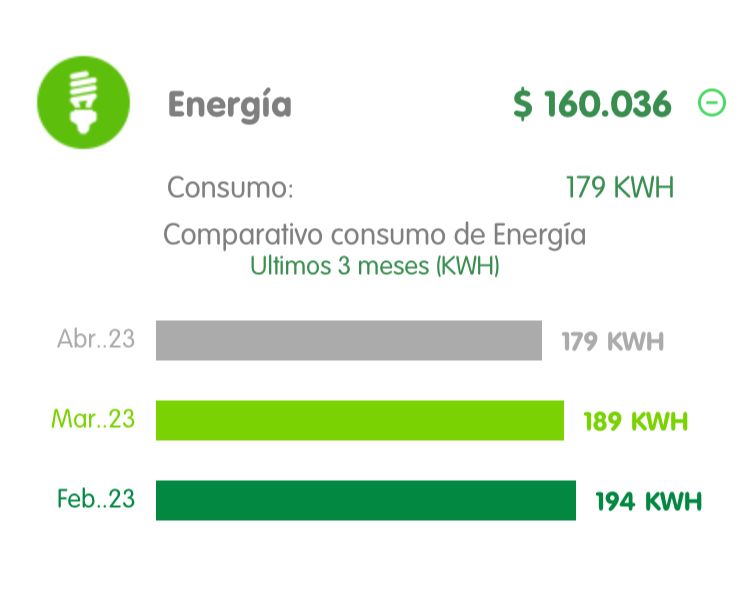 Energía $ 160.036
Consumo: 179 KWH
Comparativo consumo de Energía
Ultimos 3 meses (KWH)
Abr..23 179 KWH
Mar..23 189 KWH
Feb..23 194 KWH